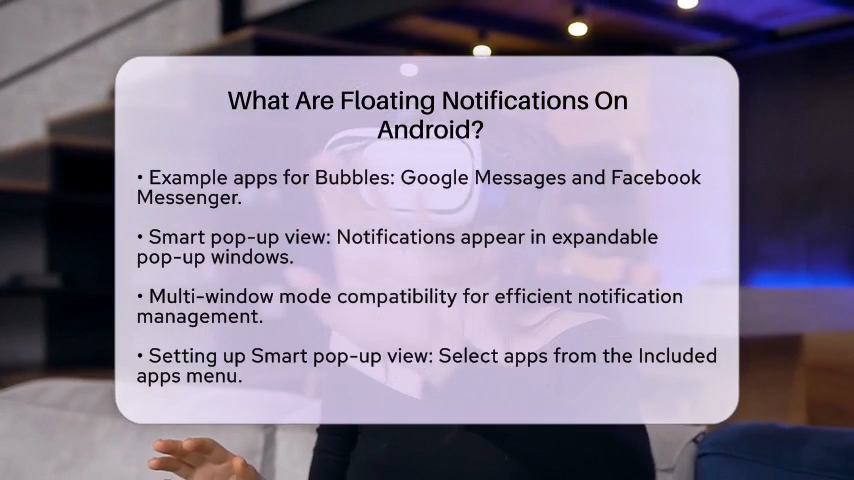 What Are Floating Notifications On
Android?
• Example apps for Bubbles: Google Messages and Facebook
Messenger.
• Smart pop-up view: Notifications appear in expandable
pop-up windows.
• Multi-window mode compatibility for efficient notification
management.
• Setting up Smart pop-up view: Select apps from the Included
apps menu.